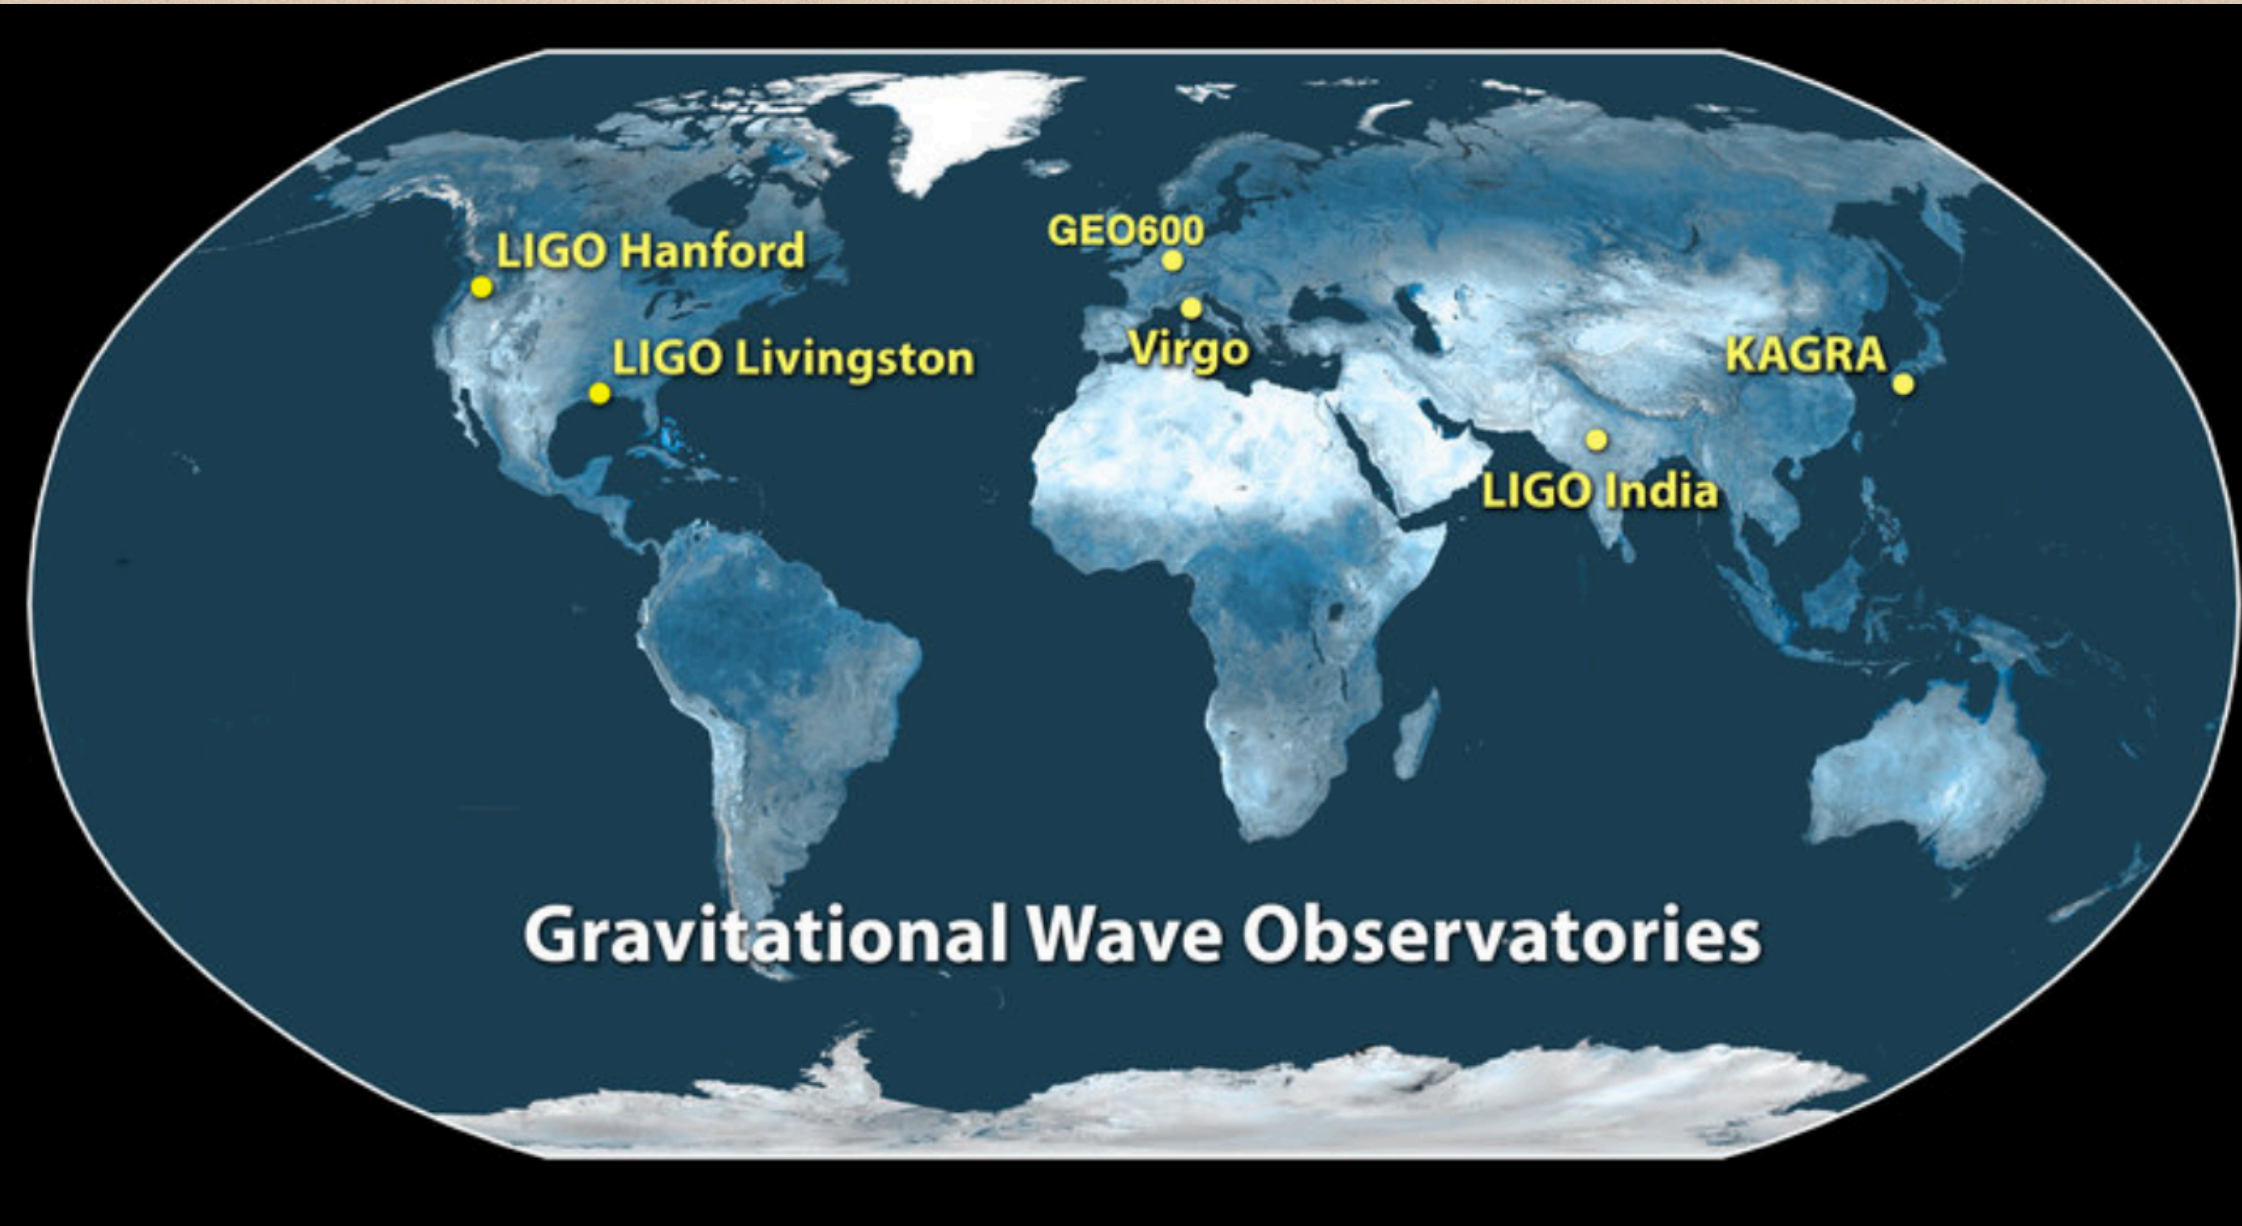 GEO600
LIGO Hanford
Virgo
LIGO Livingston
KAGRA
LIGO India
Gravitational Wave Observatories